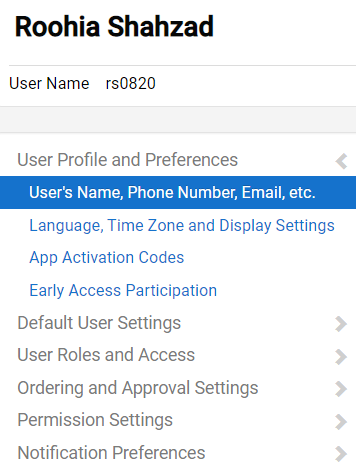 Roohia Shahzad
User Name rs0820
User Profile and Preferences
User's Name, Phone Number, Email, etc.
Language, Time Zone and Display Settings
App Activation Codes
Early Access Participation
Default User Settings
User Roles and Access
Ordering and Approval Settings
Permission Settings
Notification Preferences